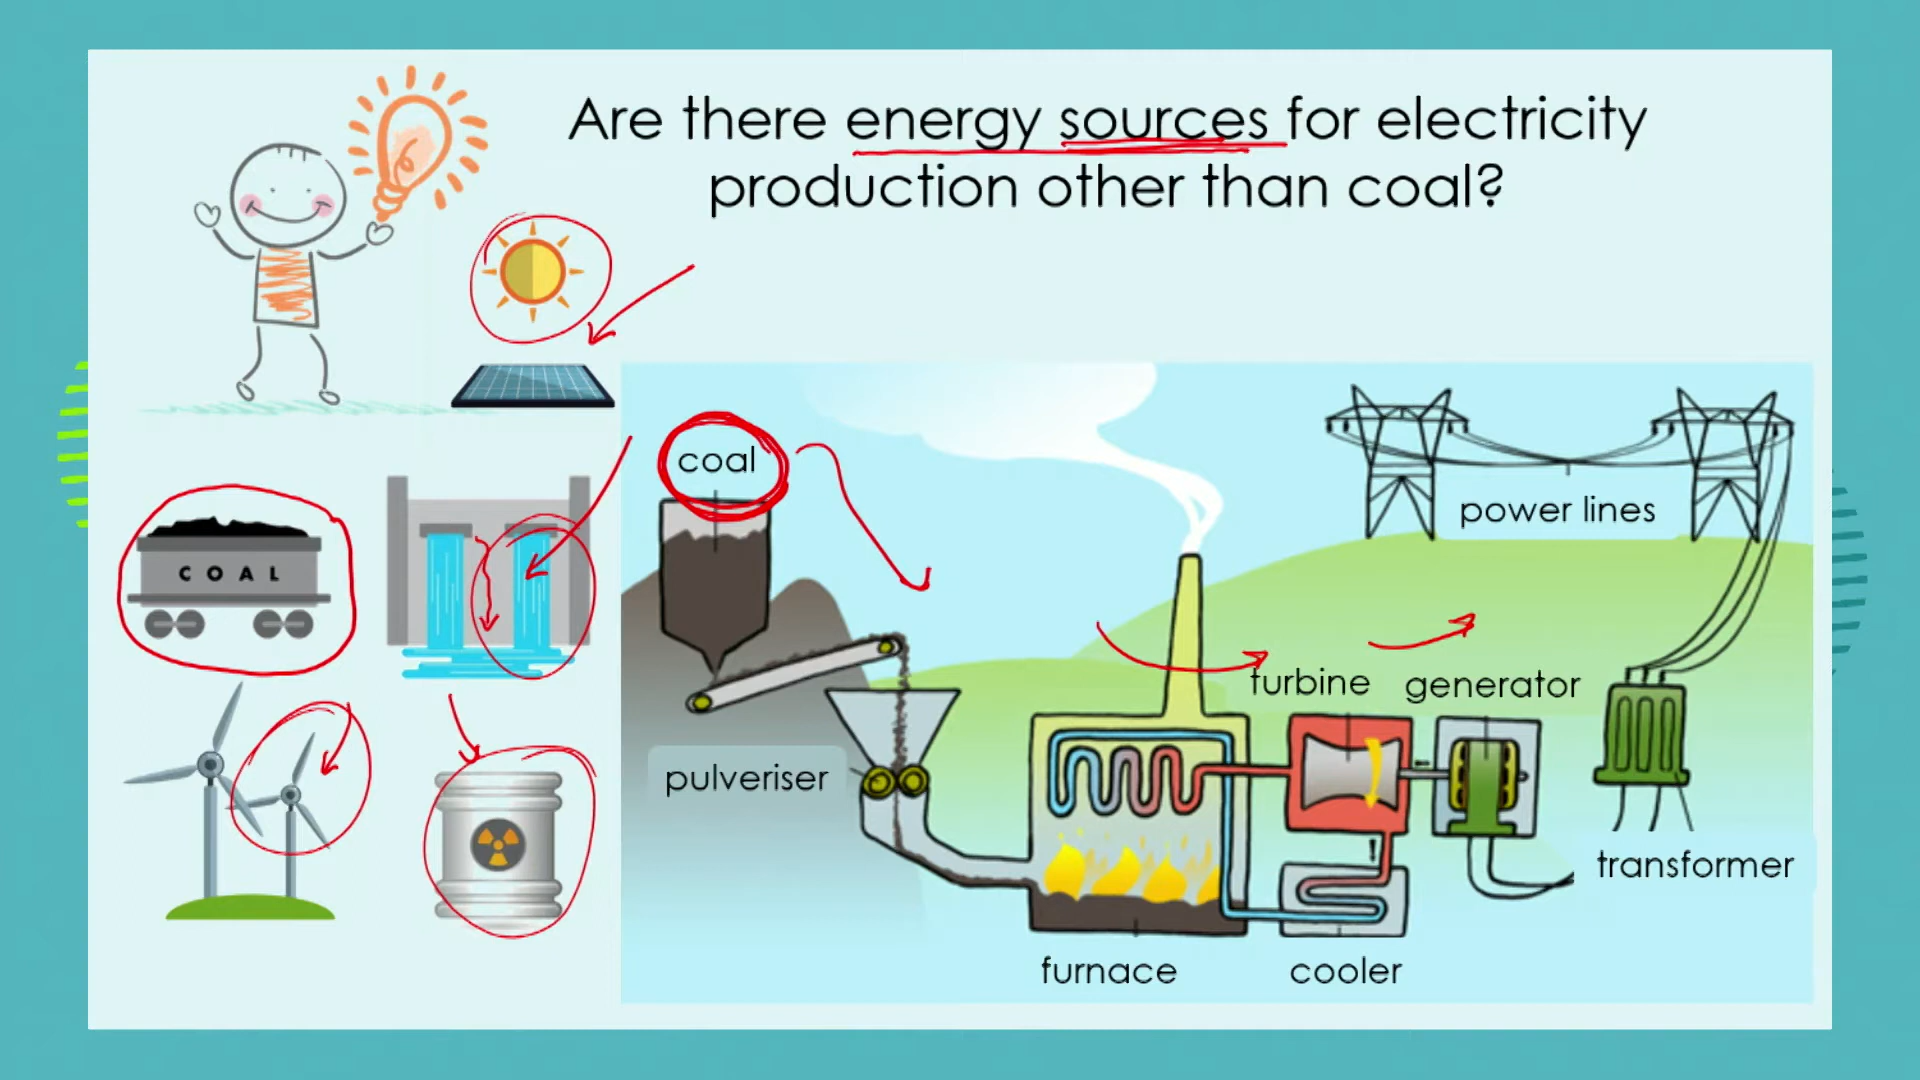 Are there energy sources for electricity
production other than coal?
coal
power lines
COAL
turbine
generator
pulveriser
transformer
furnace
cooler